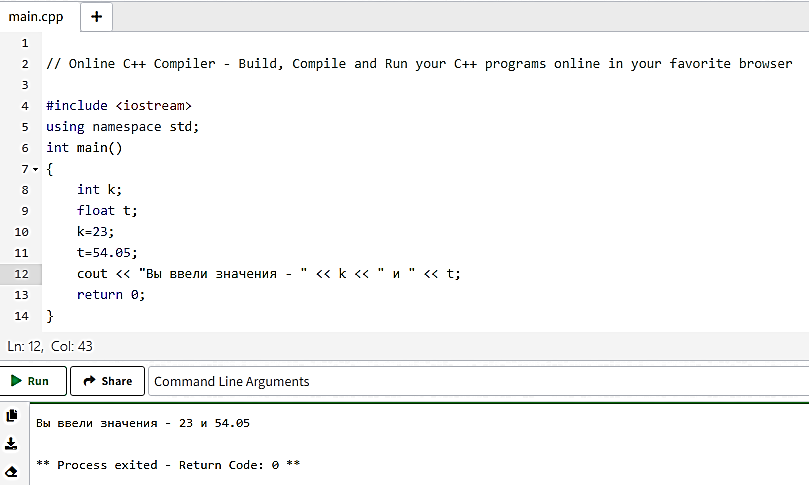 main.cpp +
1
2 // Online C++ Compiler - Build, Compile and Run your C++ programs online in your favorite browser
3
4 #include <iostream>
5 using namespace std;
6 int main()
7 {
8 int k;
9 float t;
10 k=23;
11 t=54.05;
12 cout << "Вы ввели значения - " << k << " и " << t;
13 return 0;
14 }
Ln: 12, Col: 43
Run Share Command Line Arguments
Вы ввели значения - 23 и 54.05
** Process exited - Return Code: 0 **